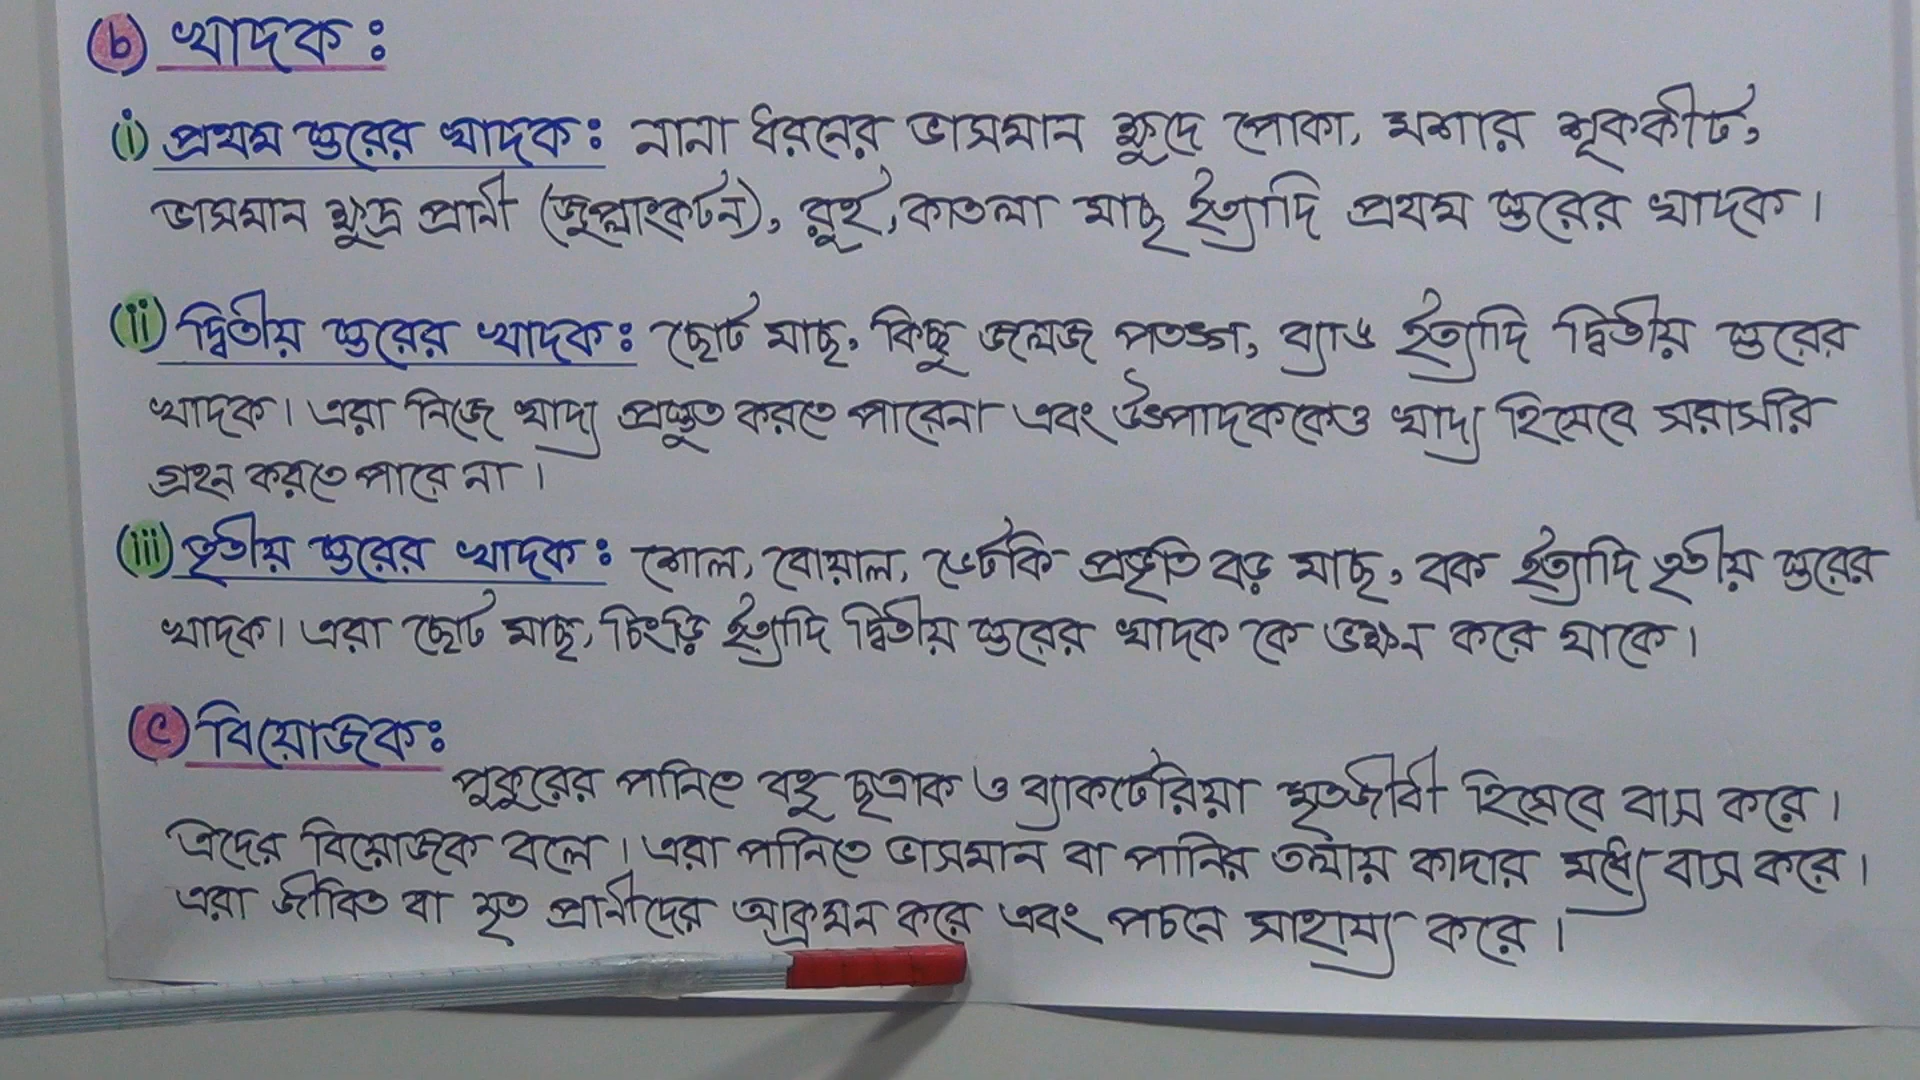 (b) খাদক ঃ
(i) প্রথম স্তরের খাদক ঃ নানা ধরনের ভাসমান ক্ষুদে পোকা, মশার শূককীট,
ভাসমান ক্ষুদ্র প্রানী (জুপ্লাংকটন), রুই, কাতলা মাছ ইত্যাদি প্রথম স্তরের খাদক।
(ii) দ্বিতীয় স্তরের খাদক ঃ ছোট মাছ, কিছু জলজ পতঙ্গ, ব্যাঙ ইত্যাদি দ্বিতীয় স্তরের
খাদক। এরা নিজে খাদ্য প্রস্তুত করতে পারেনা এবং উৎপাদককেও খাদ্য হিসেবে সরাসরি
গ্রহন করতে পারে না।
(iii) তৃতীয় স্তরের খাদক ঃ শোল, বোয়াল, ভেটকি প্রভৃতি বড় মাছ, বক ইত্যাদি তৃতীয় স্তরের
খাদক। এরা ছোট মাছ, চিংড়ি ইত্যাদি দ্বিতীয় স্তরের খাদক কে ভক্ষন করে থাকে।
(c) বিয়োজক ঃ
পুকুরের পানিতে বহু ছত্রাক ও ব্যাকটেরিয়া মৃতজীবী হিসেবে বাস করে।
এদের বিয়োজক বলে। এরা পানিতে ভাসমান বা পানির তলায় কাদার মধ্যে বাস করে।
এরা জীবিত বা মৃত প্রানীদের আক্রমন করে এবং পচনে সাহায্য করে।